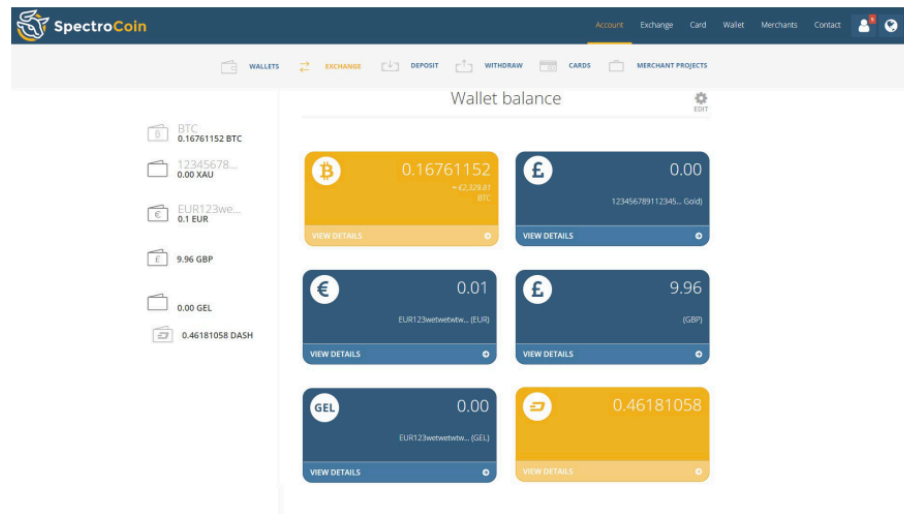 SpectroCoin
Account Exchange Card Wallet Merchants Contact
WALLETS EXCHANGE DEPOSIT WITHDRAW CARDS MERCHANT PROJECTS
Wallet balance
EDIT
BTC
0.16761152 BTC
12345678...
0.00 XAU
EUR123we...
0.1 EUR
9.96 GBP
0.00 GEL
0.46181058 DASH
0.16761152
≈ €2,329.81
BTC
VIEW DETAILS
£
0.00
123456789112345... Gold)
VIEW DETAILS
€
0.01
EUR123wetwetwtw... (EUR)
VIEW DETAILS
£
9.96
(GBP)
VIEW DETAILS
GEL
0.00
EUR123wetwetwtw... (GEL)
VIEW DETAILS
0.46181058
VIEW DETAILS